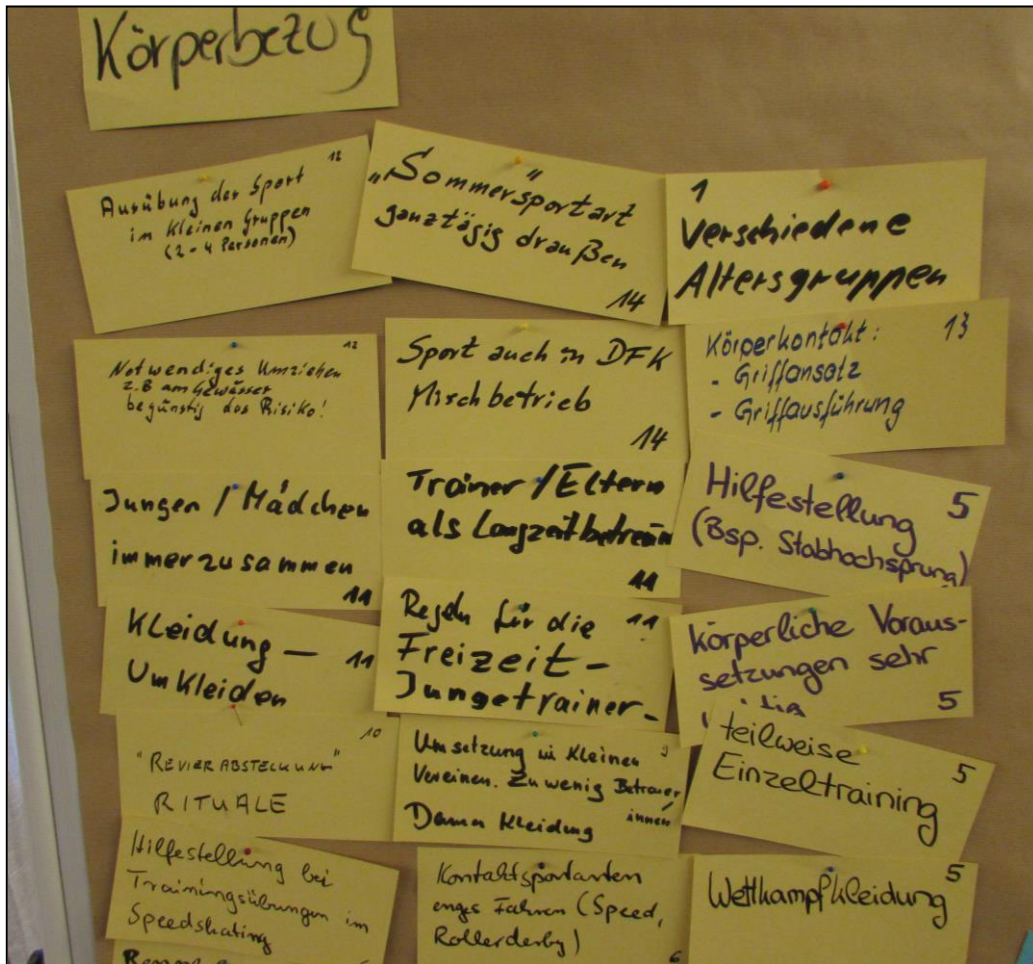 Körperbezug
12
Ausübung der Sport
im kleinen Gruppen
(2-4 Personen)
"Sommersportart"
ganztägig draußen
14
1
Verschiedene
Altersgruppen
12
Notwendiges Umziehen
z.B am Gewässer
begünstig das Risiko!
Sport auch in DFK
Mischbetrieb
14
Körperkontakt: 13
- Griffansatz
- Griffausführung
Jungen / Mädchen
immer zusammen
11
Trainer / Eltern
als Langzeitbetreun
11
Hilfestellung 5
(Bsp. Stabhochsprung)
Kleidung — 11
Umkleiden
Regeln für die 11
Freizeit -
Jungetrainer -
körperliche Voraus-
setzungen sehr
5
10
"REVIERABSTECKUNG"
RITUALE
Umsetzung in kleinen 9
Vereinen. Zu wenig Betreuer
innen
Kleidung
teilweise 5
Einzeltraining
Hilfestellung bei
Trainingsübungen im
Speedskating
Kontaktsportarten
enges Fahren (Speed,
Rollerderby)
6
5
Wettkampfkleidung